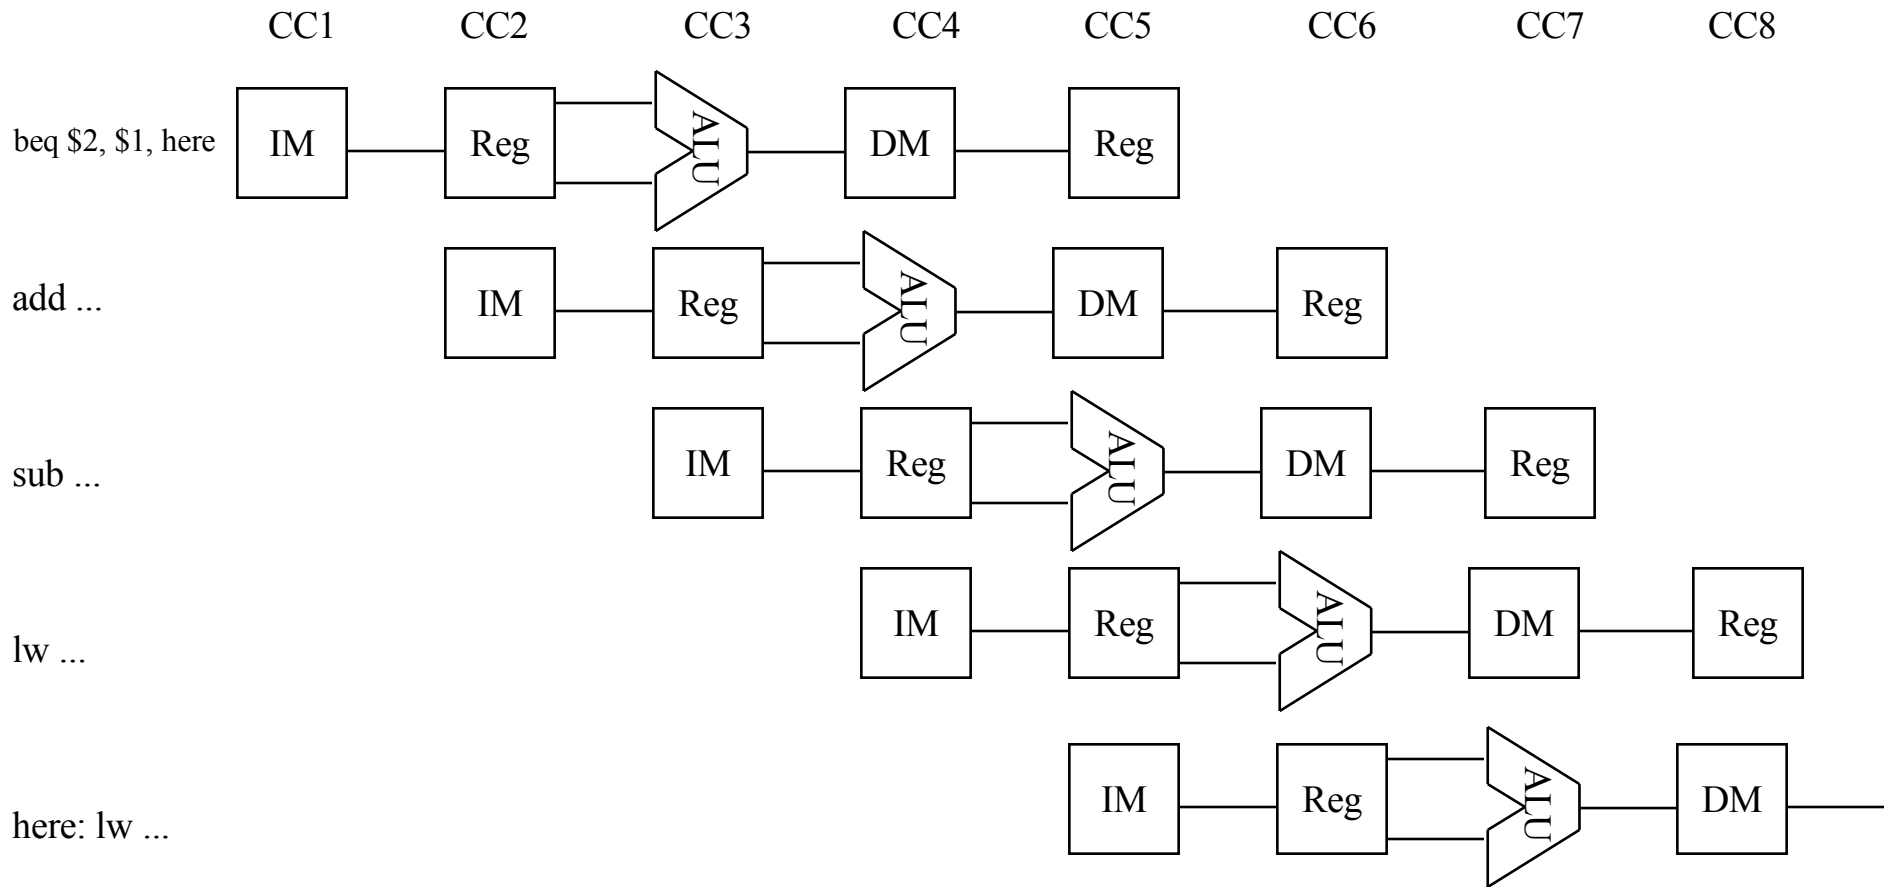 CC1 CC2 CC3 CC4 CC5 CC6 CC7 CC8
beq $2, $1, here IM Reg ALU DM Reg
add ... IM Reg ALU DM Reg
sub ... IM Reg ALU DM Reg
lw ... IM Reg ALU DM Reg
here: lw ... IM Reg ALU DM